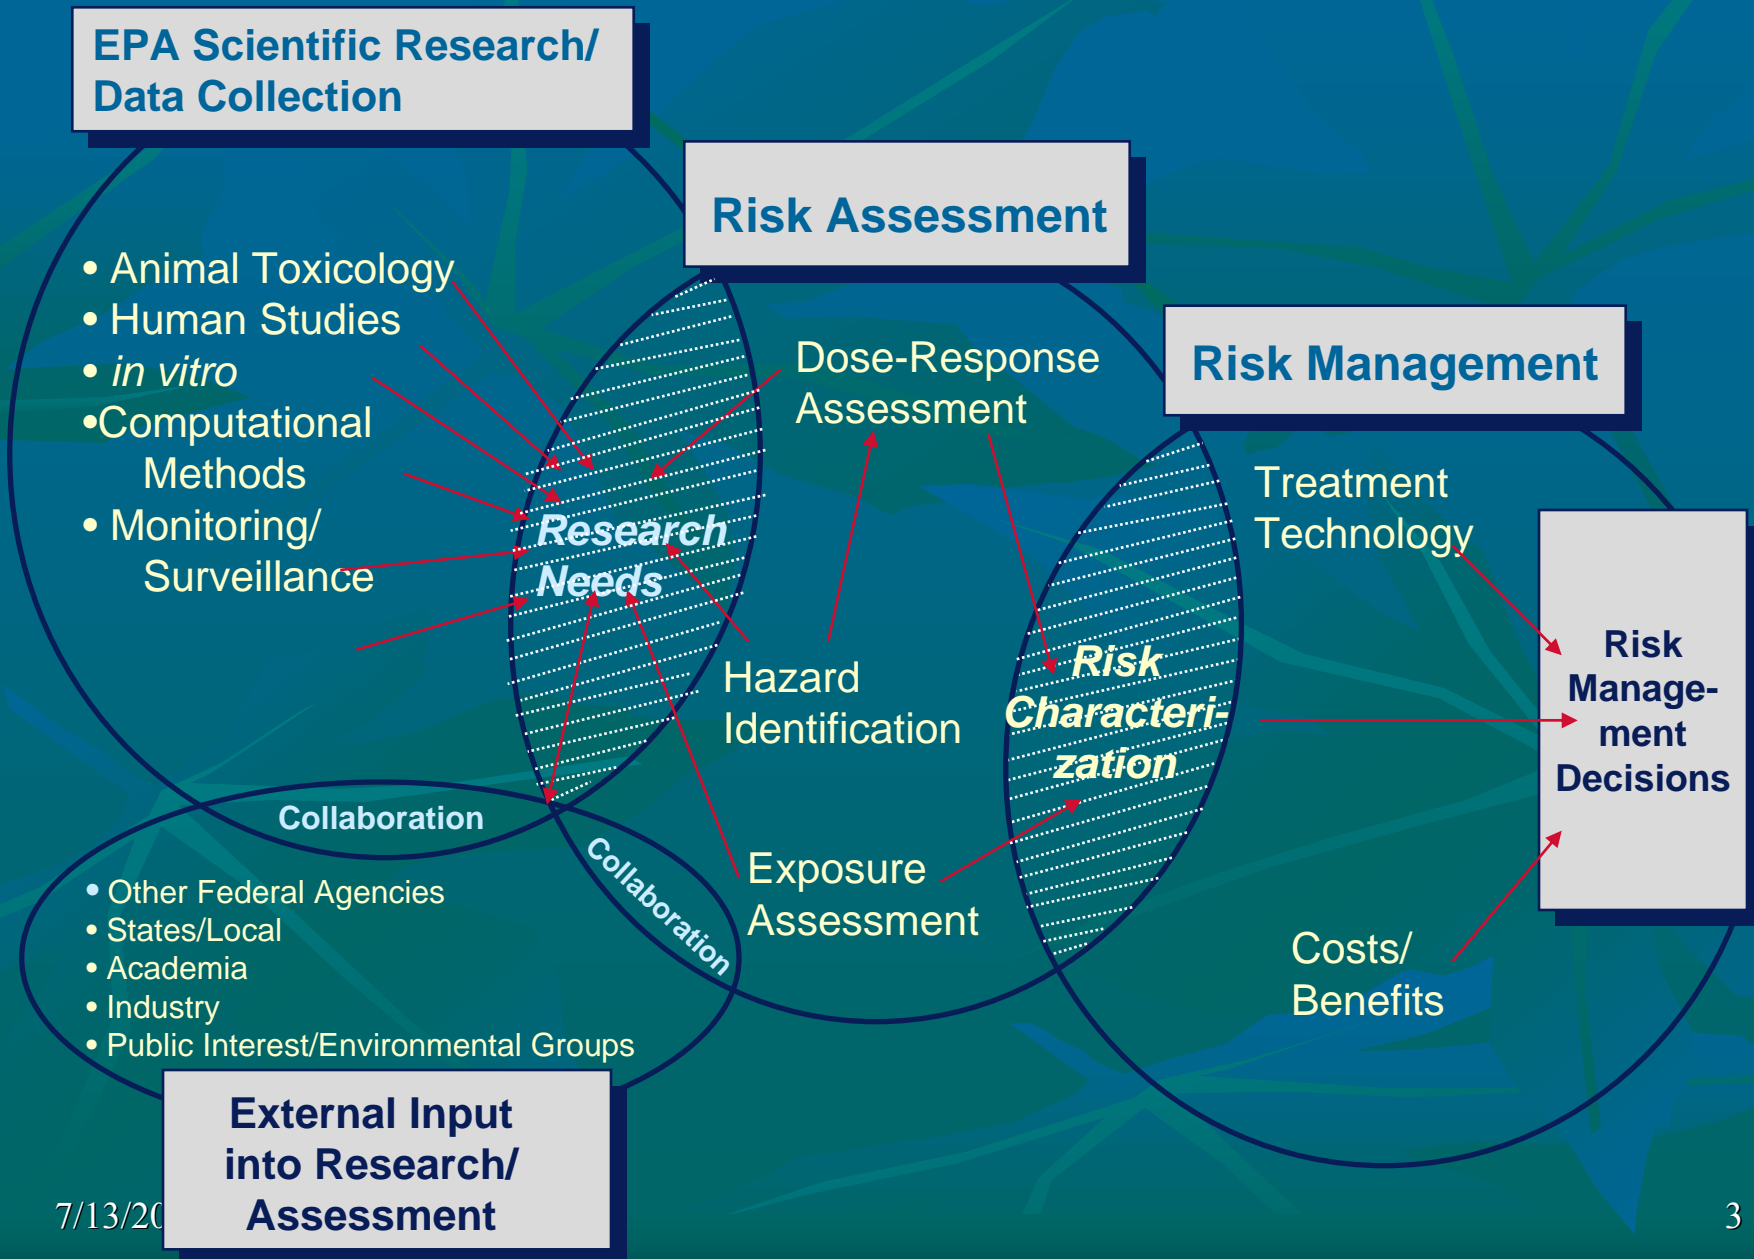 EPA Scientific Research/
Data Collection
Risk Assessment
Risk Management
• Animal Toxicology
• Human Studies
• in vitro
•Computational
Methods
• Monitoring/
Surveillance
Research
Needs
Dose-Response
Assessment
Hazard
Identification
Exposure
Assessment
Risk
Characteri-
zation
Treatment
Technology
Costs/
Benefits
Risk
Manage-
ment
Decisions
Collaboration
Collaboration
• Other Federal Agencies
• States/Local
• Academia
• Industry
• Public Interest/Environmental Groups
External Input
into Research/
Assessment
7/13/20
3